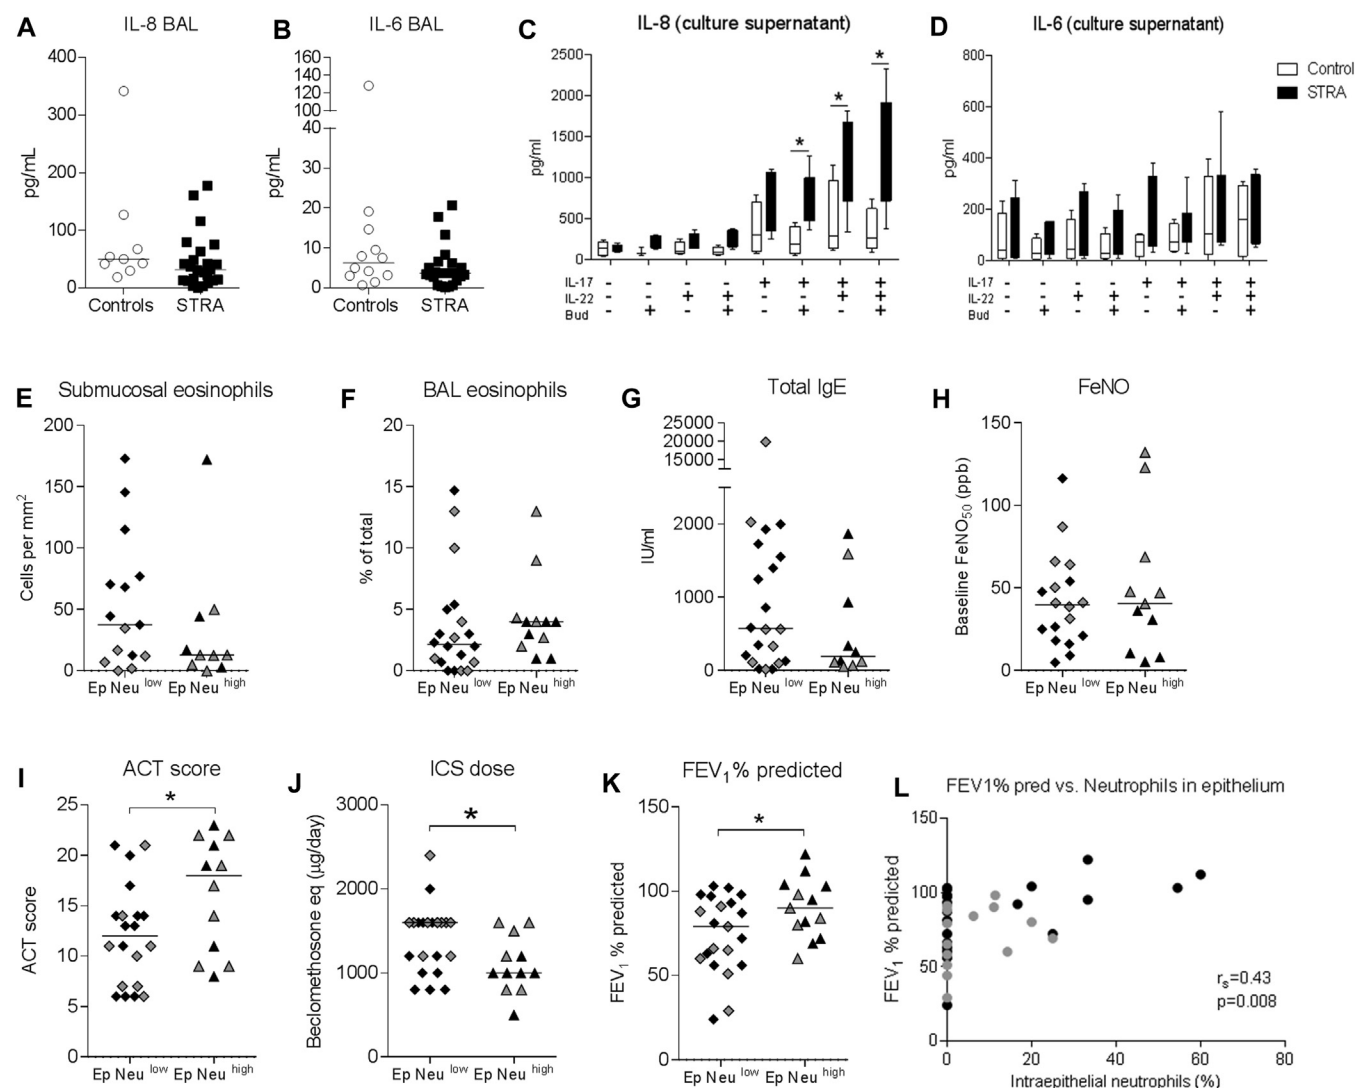 A IL-8 BAL
400
300
200
100
0
pg/mL
Controls STRA
B IL-6 BAL
160
140
120
100
40
30
20
10
0
pg/mL
Controls STRA
C IL-8 (culture supernatant)
2500
2000
1500
1000
500
0
pg/ml
* * *
IL-17 - - - - + + + +
IL-22 - - + + - - + +
Bud - + - + - + - +
D IL-6 (culture supernatant)
800
600
400
200
0
pg/ml
IL-17 - - - - + + + +
IL-22 - - + + - - + +
Bud - + - + - + - +
Control
STRA
E Submucosal eosinophils
200
150
100
50
0
Cells per mm2
Ep Neu low Ep Neu high
F BAL eosinophils
20
15
10
5
0
% of total
Ep Neu low Ep Neu high
G Total IgE
25000
20000
15000
2000
1000
0
IU/ml
Ep Neu low Ep Neu high
H FeNO
150
100
50
0
Baseline FeNO50 (ppb)
Ep Neu low Ep Neu high
I ACT score
25
20
15
10
5
0
ACT score
*
Ep Neu low Ep Neu high
J ICS dose
3000
2000
1000
0
Beclomethosone eq (µg/day)
*
Ep Neu low Ep Neu high
K FEV1% predicted
150
100
50
0
FEV1 % predicted
*
Ep Neu low Ep Neu high
L FEV1% pred vs. Neutrophils in epithelium
150
100
50
0
FEV1 % predicted
rs=0.43
p=0.008
0 20 40 60 80
Intraepithelial neutrophils (%)